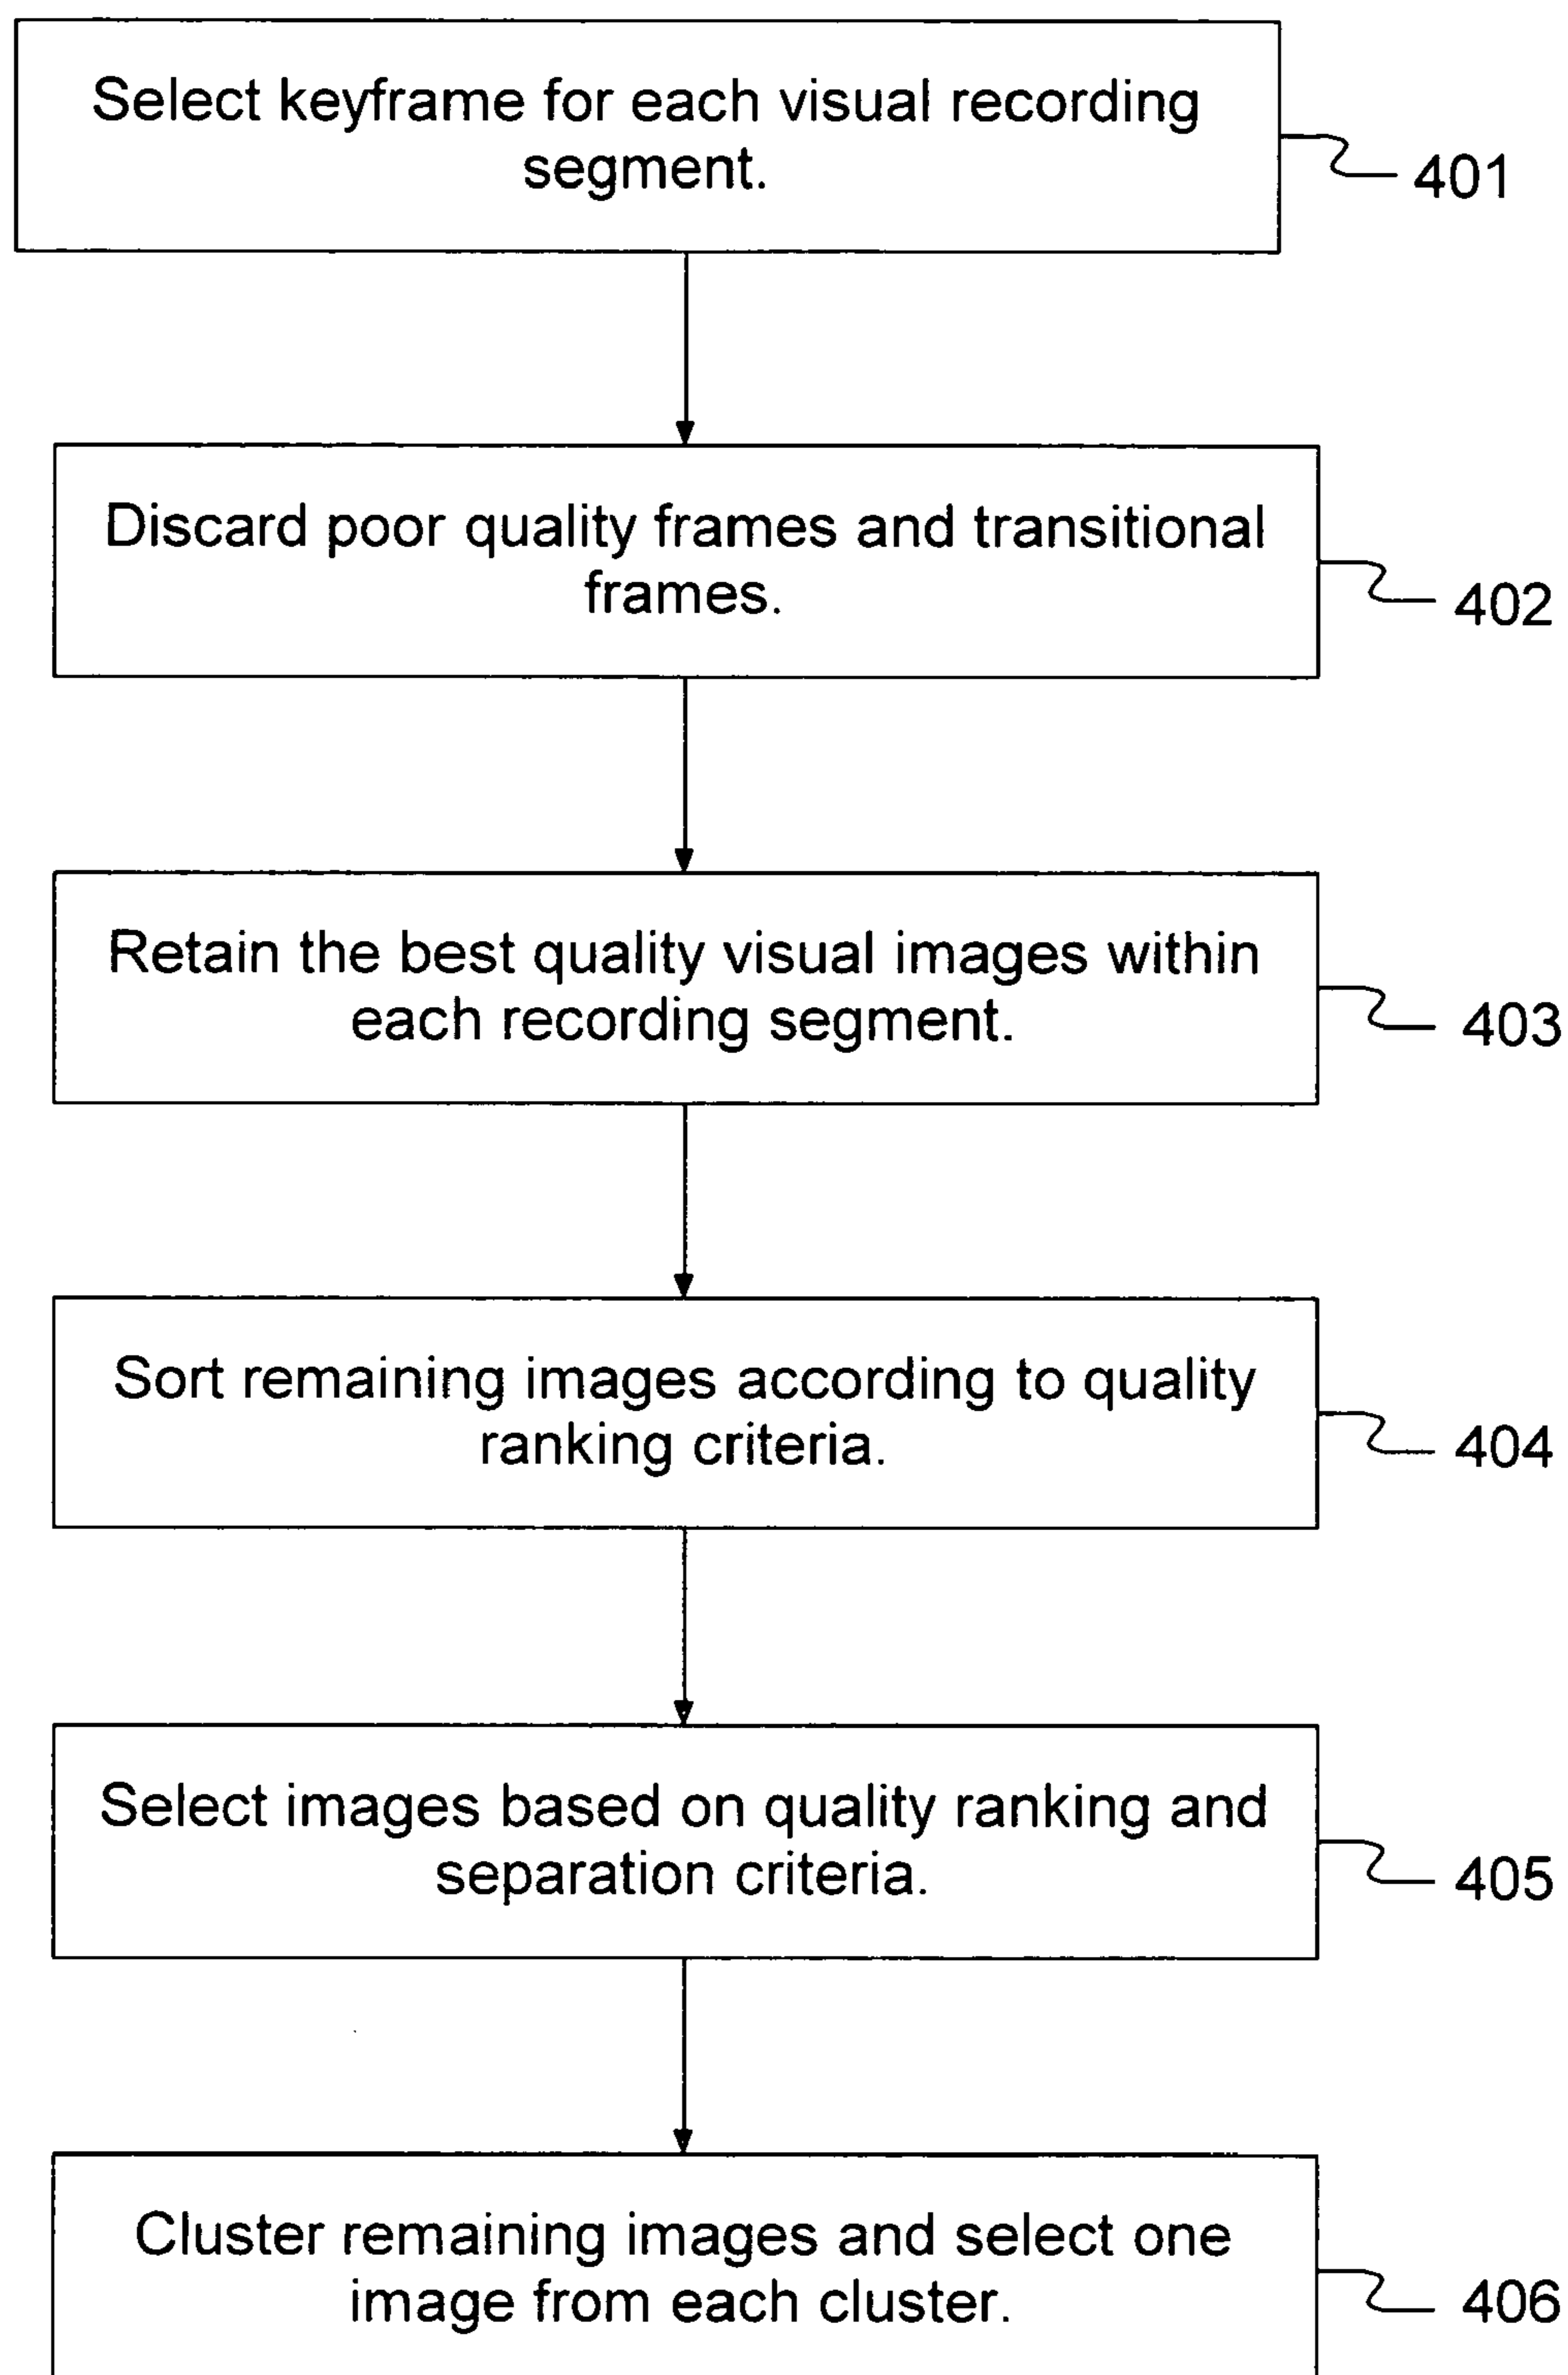 Select keyframe for each visual recording
segment.
401
Discard poor quality frames and transitional
frames.
402
Retain the best quality visual images within
each recording segment.
403
Sort remaining images according to quality
ranking criteria.
404
Select images based on quality ranking and
separation criteria.
405
Cluster remaining images and select one
image from each cluster.
406